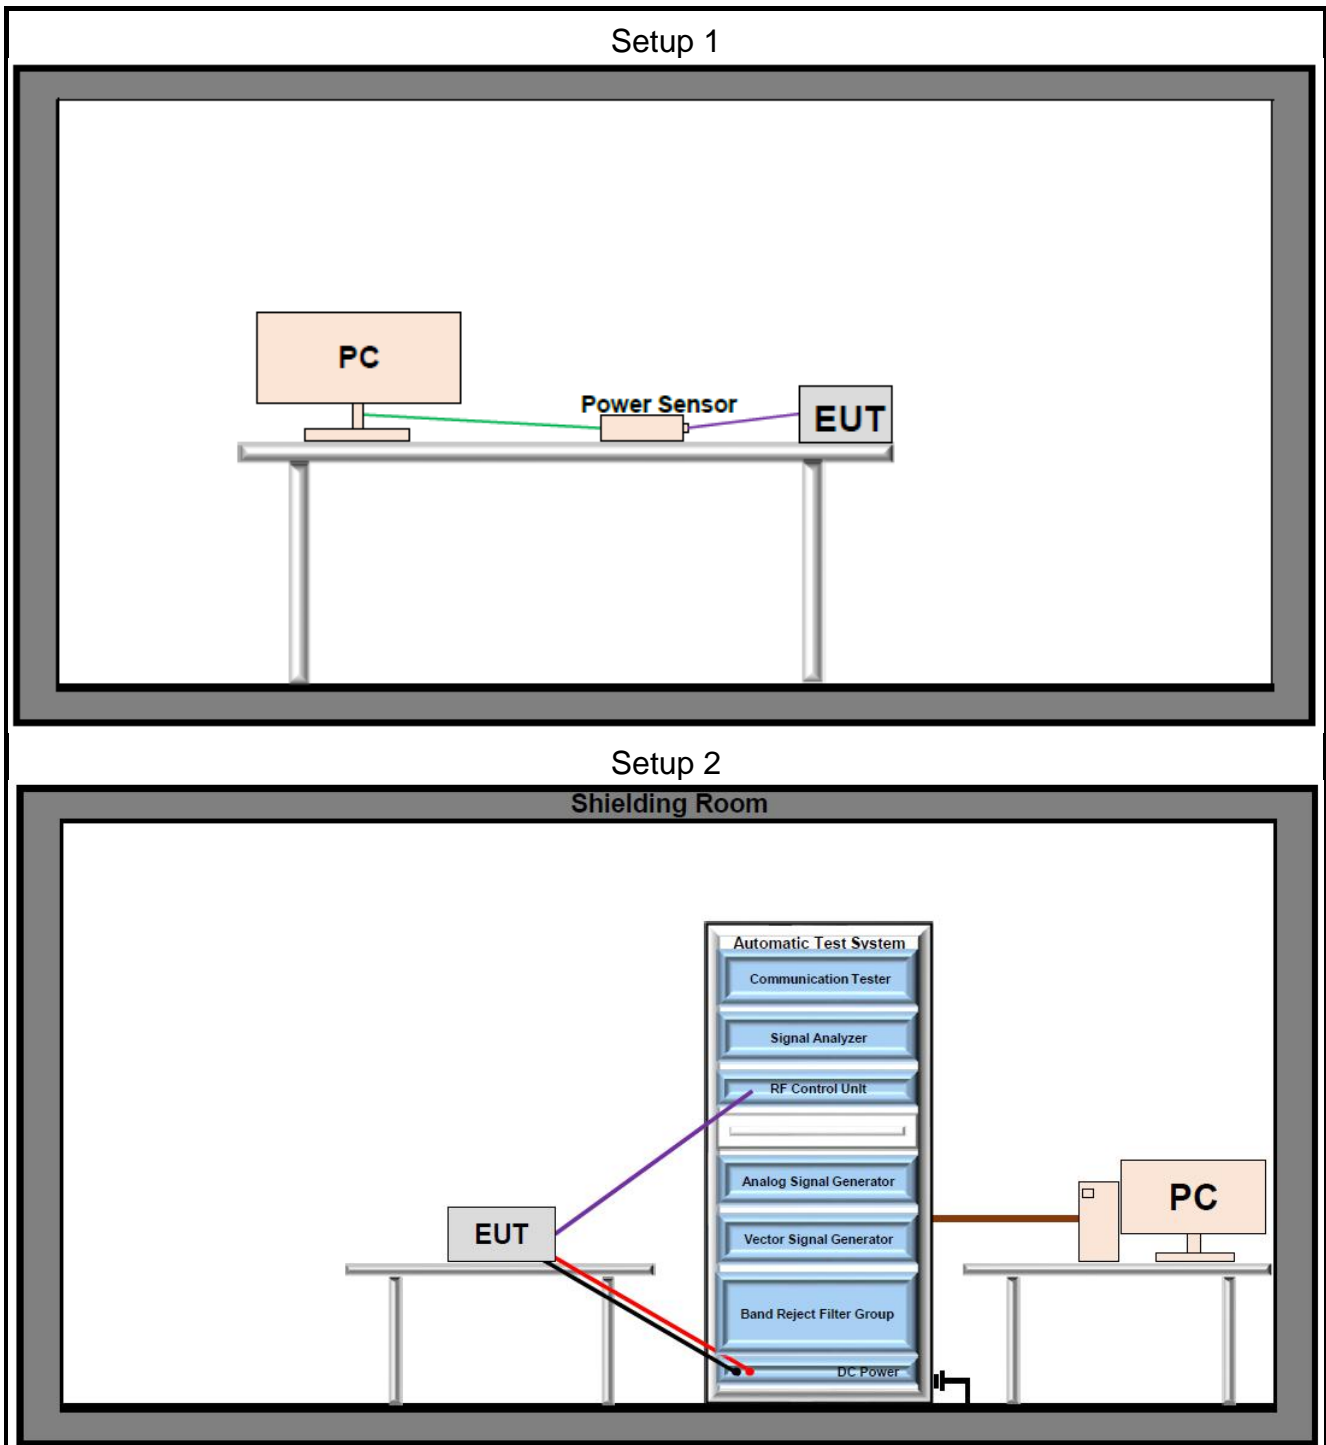 Setup 1
PC
Power Sensor
EUT
Setup 2
Shielding Room
Automatic Test System
Communication Tester
Signal Analyzer
RF Control Unit
Analog Signal Generator
Vector Signal Generator
Band Reject Filter Group
DC Power
EUT
PC